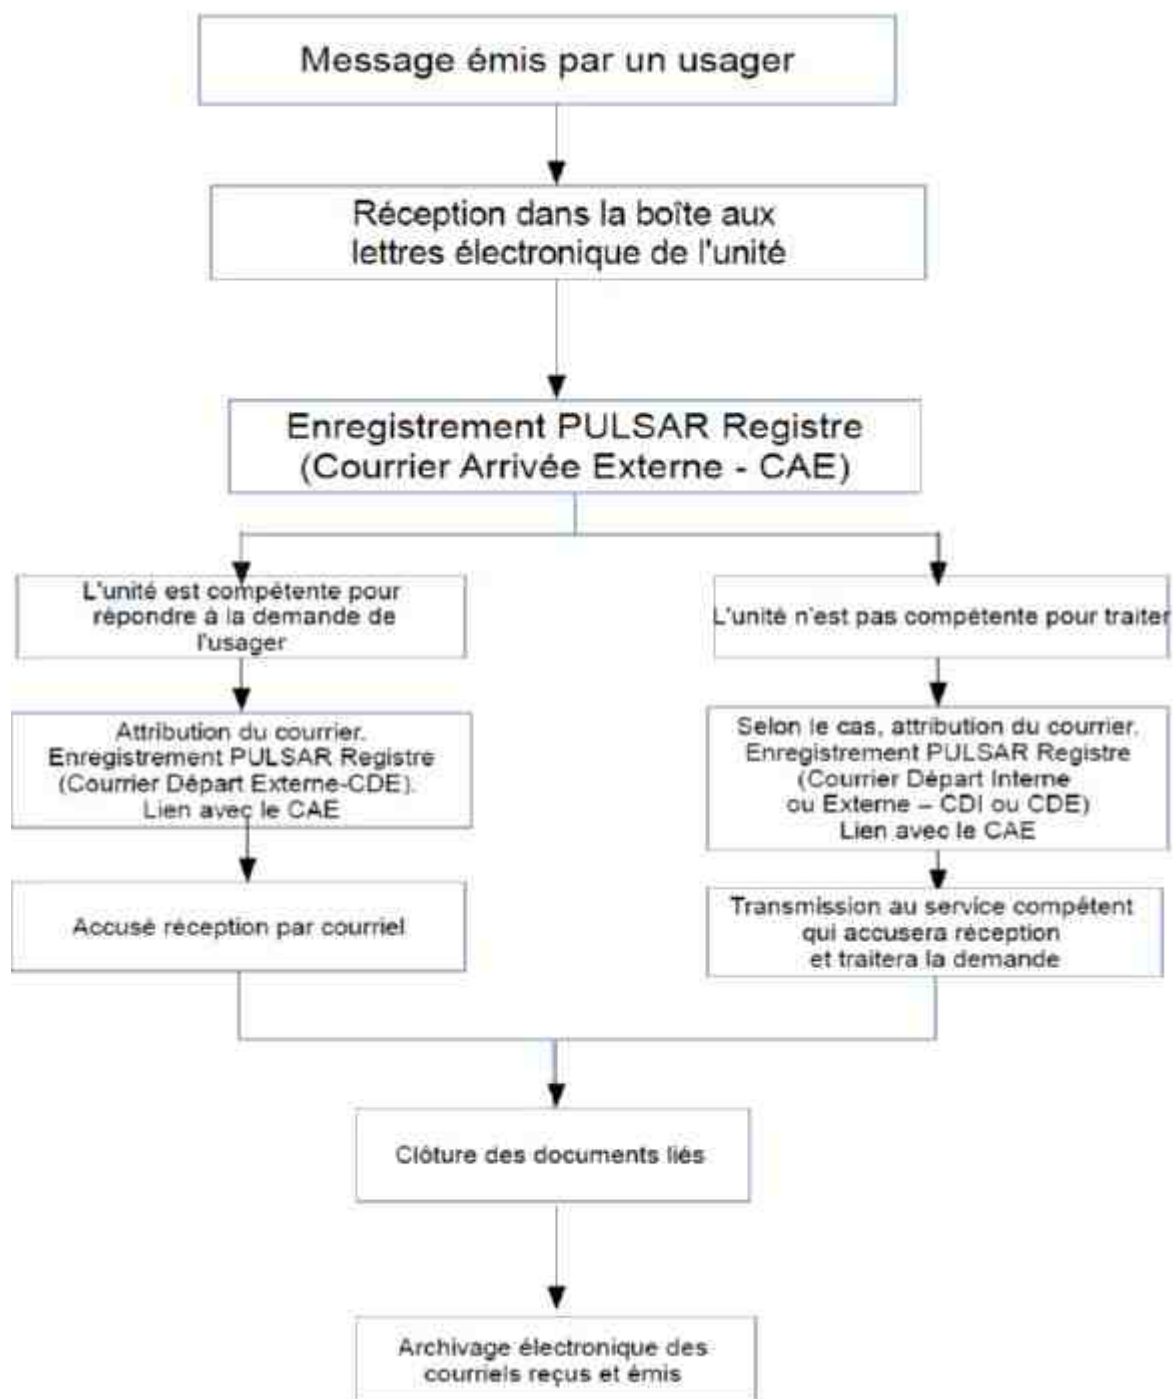 Message émis par un usager
Réception dans la boîte aux
lettres électronique de l'unité
Enregistrement PULSAR Registre
(Courrier Arrivée Externe - CAE)
L'unité est compétente pour
répondre à la demande de
l'usager
Attribution du courrier.
Enregistrement PULSAR Registre
(Courrier Départ Externe-CDE).
Lien avec le CAE
Accusé réception par courriel
L'unité n'est pas compétente pour traiter
Selon le cas, attribution du courrier.
Enregistrement PULSAR Registre
(Courrier Départ Interne
ou Externe – CDI ou CDE)
Lien avec le CAE
Transmission au service compétent
qui accusera réception
et traitera la demande
Clôture des documents liés
Archivage électronique des
courriels reçus et émis